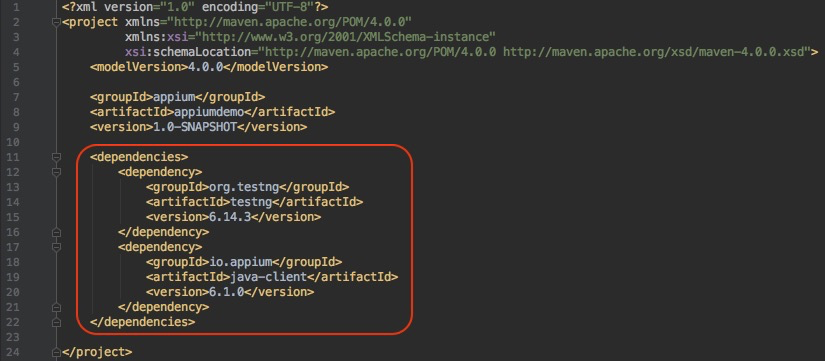 1 <?xml version="1.0" encoding="UTF-8"?>
2 <project xmlns="http://maven.apache.org/POM/4.0.0"
3 xmlns:xsi="http://www.w3.org/2001/XMLSchema-instance"
4 xsi:schemaLocation="http://maven.apache.org/POM/4.0.0 http://maven.apache.org/xsd/maven-4.0.0.xsd">
5 <modelVersion>4.0.0</modelVersion>
6
7 <groupId>appium</groupId>
8 <artifactId>appiumdemo</artifactId>
9 <version>1.0-SNAPSHOT</version>
10
11 <dependencies>
12 <dependency>
13 <groupId>org.testng</groupId>
14 <artifactId>testng</artifactId>
15 <version>6.14.3</version>
16 </dependency>
17 <dependency>
18 <groupId>io.appium</groupId>
19 <artifactId>java-client</artifactId>
20 <version>6.1.0</version>
21 </dependency>
22 </dependencies>
23
24 </project>